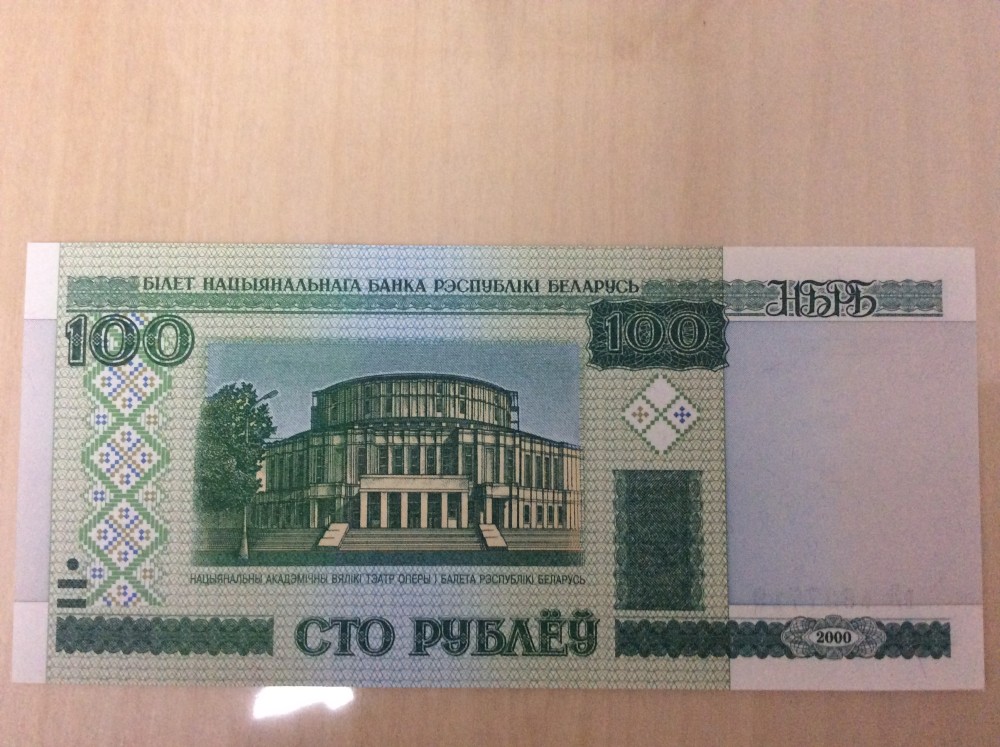 БІЛЕТ НАЦЫЯНАЛЬНАГА БАНКА РЭСПУБЛІКІ БЕЛАРУСЬ
НБРБ
100
100
НАЦЫЯНАЛЬНЫ АКАДЭМІЧНЫ ВЯЛІКІ ТЭАТР ОПЕРЫ І БАЛЕТА РЭСПУБЛІКІ БЕЛАРУСЬ
СТО РУБЛЁЎ
2000